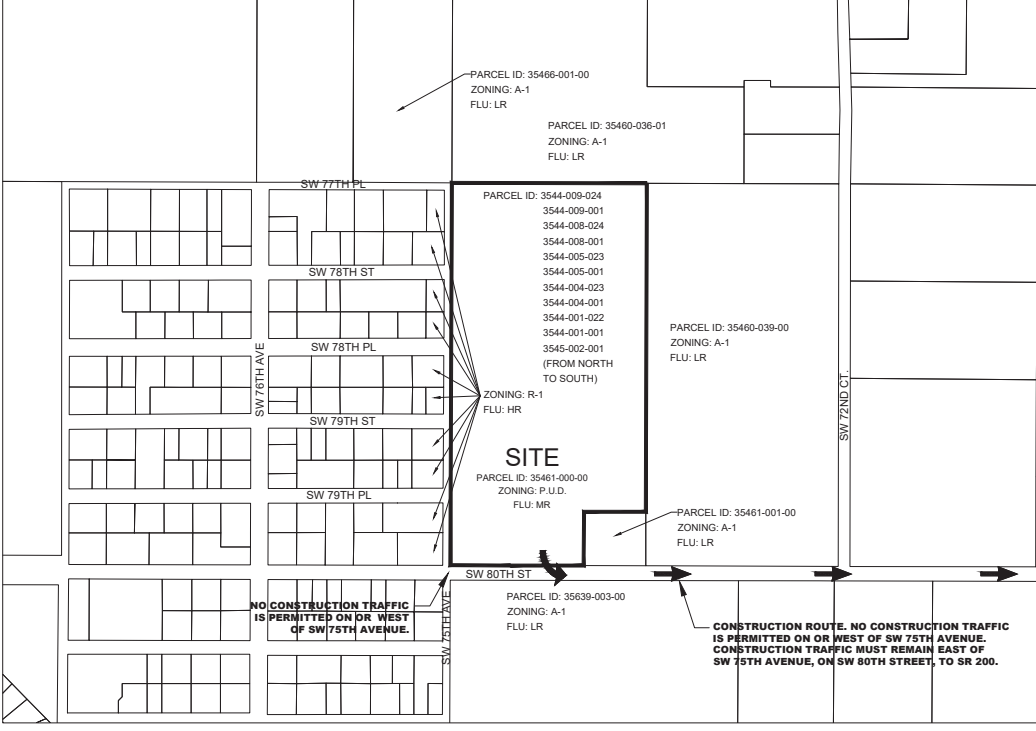 PARCEL ID: 35466-001-00
ZONING: A-1
FLU: LR
PARCEL ID: 35460-036-01
ZONING: A-1
FLU: LR
SW 77TH PL
PARCEL ID: 3544-009-024
3544-009-001
3544-008-024
3544-008-001
3544-005-023
3544-005-001
3544-004-023
3544-004-001
3544-001-022
3544-001-001
3545-002-001
(FROM NORTH
TO SOUTH)
SW 78TH ST
SW 78TH PL
SW 76TH AVE
ZONING: R-1
FLU: HR
PARCEL ID: 35460-039-00
ZONING: A-1
FLU: LR
SW 72ND CT.
SW 79TH ST
SITE
PARCEL ID: 35461-000-00
ZONING: P.U.D.
FLU: MR
SW 79TH PL
PARCEL ID: 35461-001-00
ZONING: A-1
FLU: LR
SW 80TH ST
SW 75TH AVE
NO CONSTRUCTION TRAFFIC
IS PERMITTED ON OR WEST
OF SW 75TH AVENUE.
PARCEL ID: 35639-003-00
ZONING: A-1
FLU: LR
CONSTRUCTION ROUTE. NO CONSTRUCTION TRAFFIC
IS PERMITTED ON OR WEST OF SW 75TH AVENUE.
CONSTRUCTION TRAFFIC MUST REMAIN EAST OF
SW 75TH AVENUE, ON SW 80TH STREET, TO SR 200.